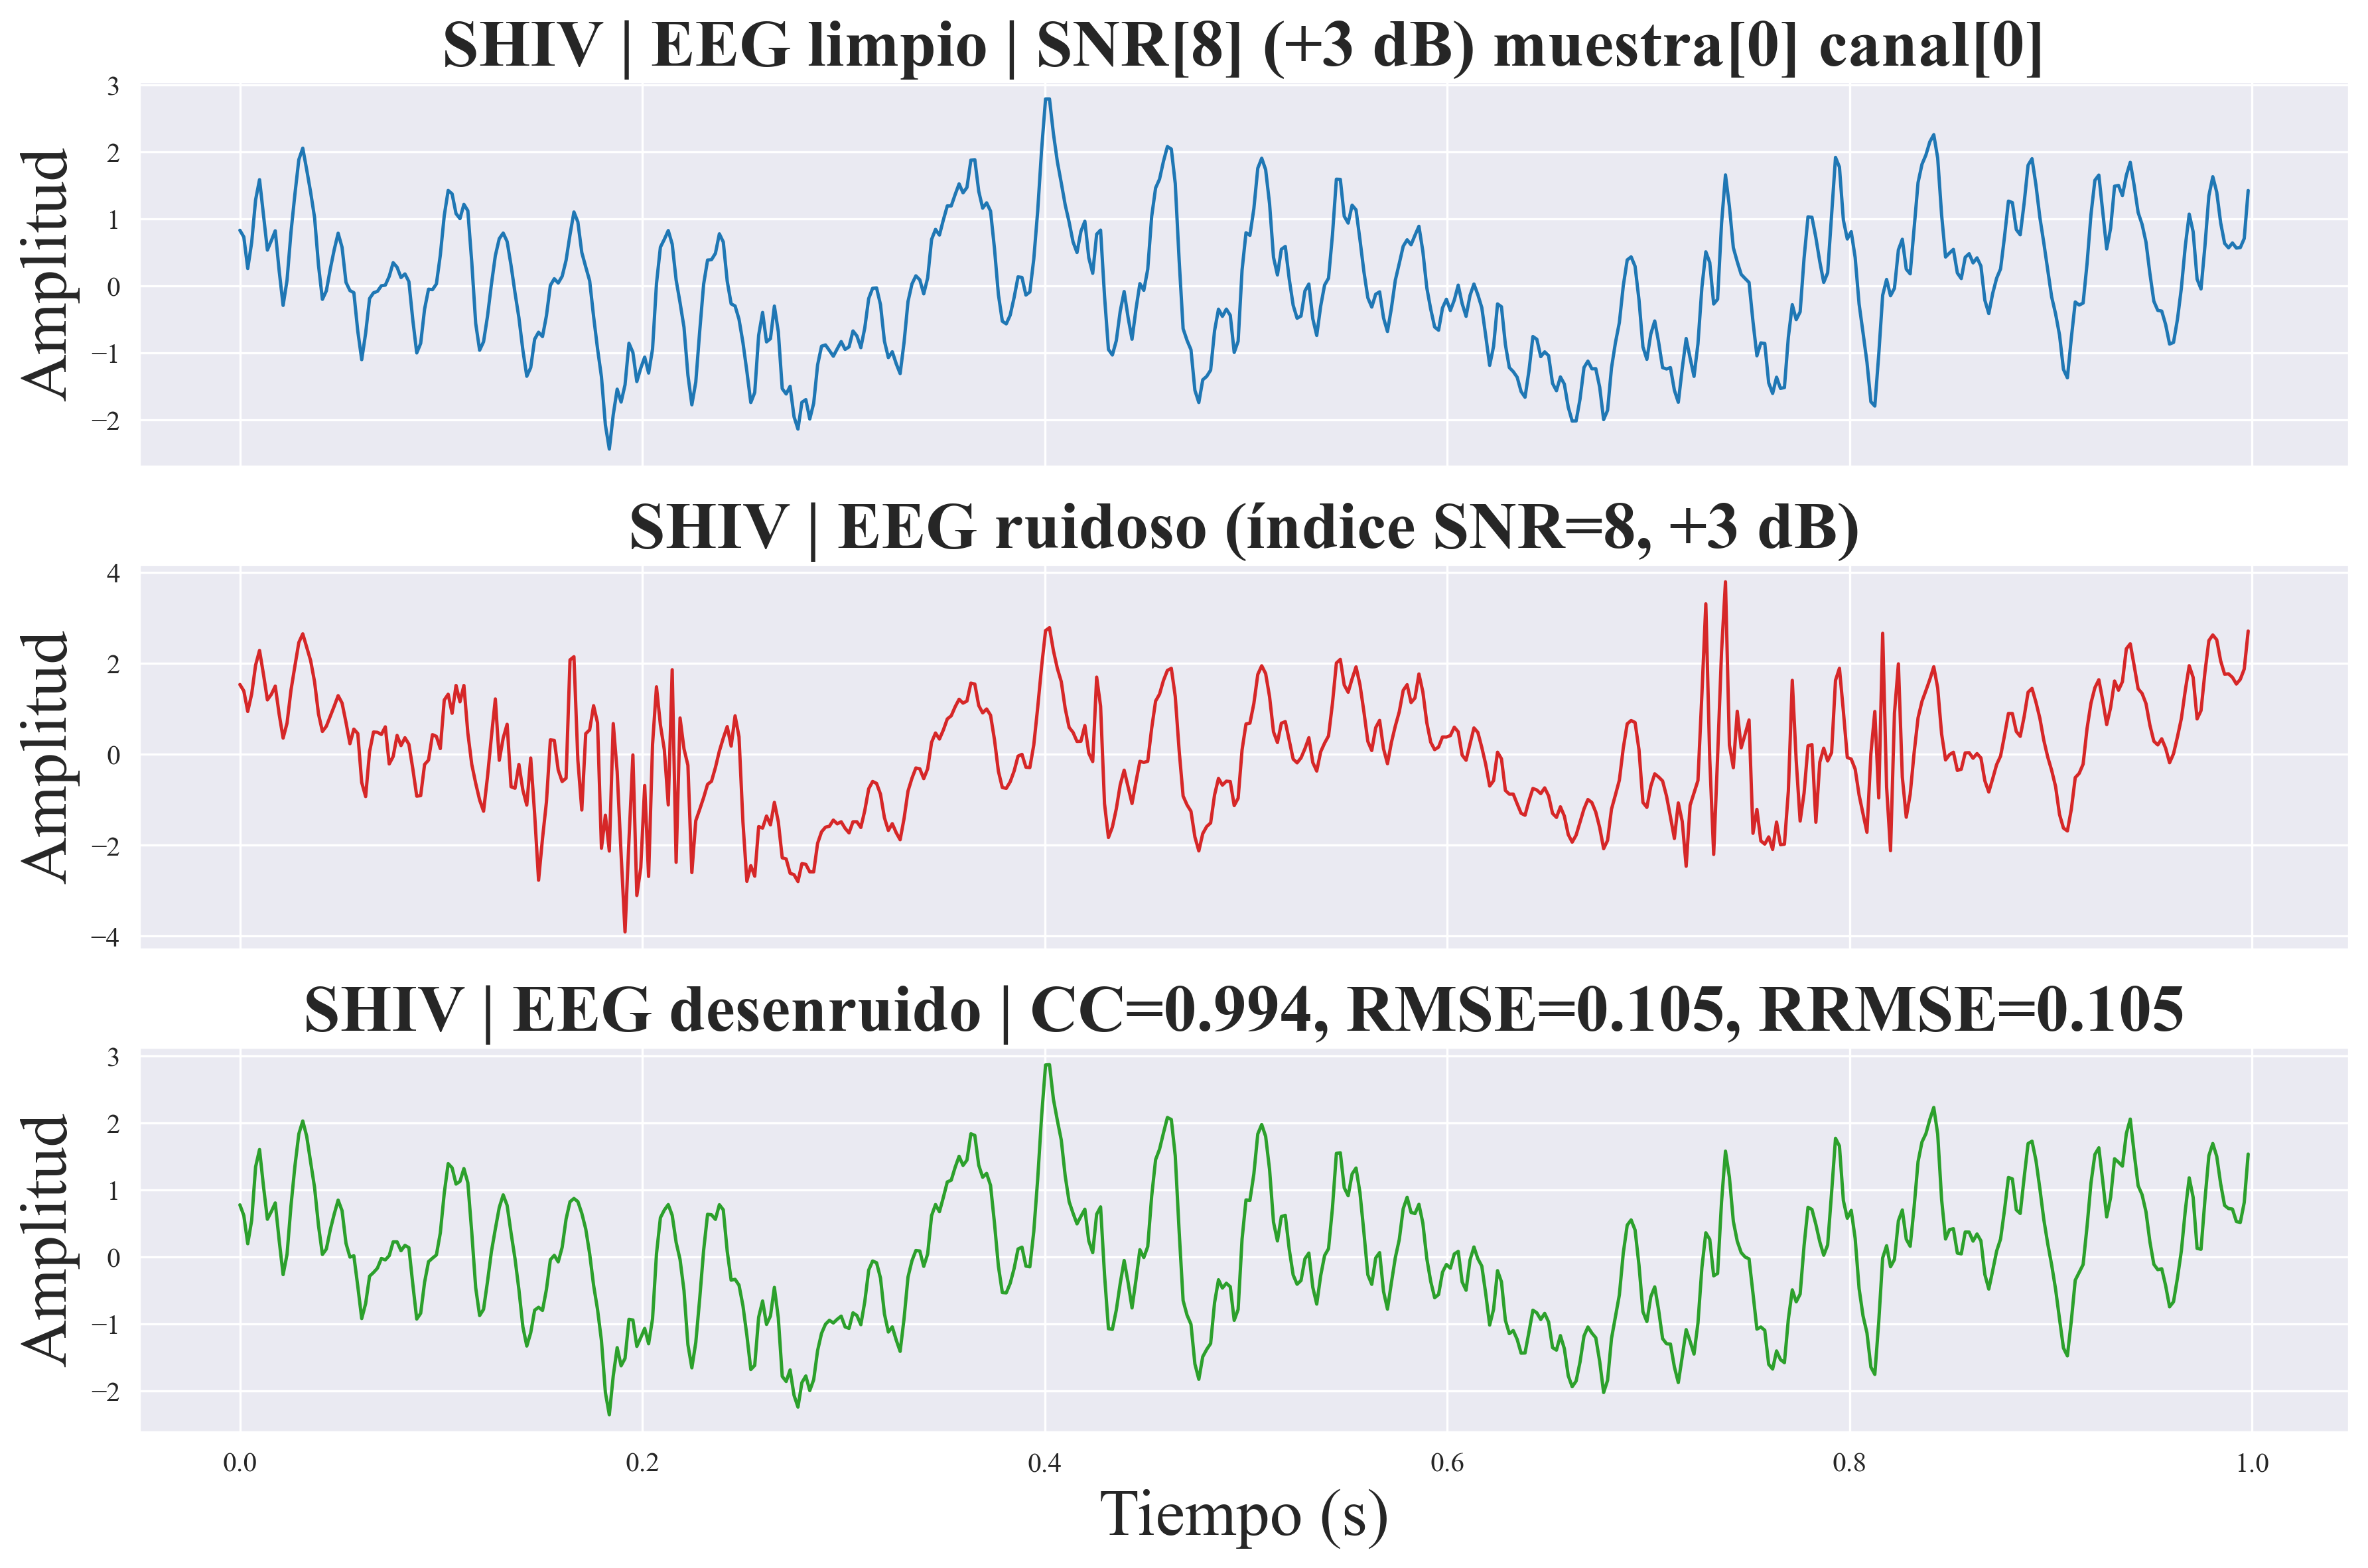 SHIV | EEG limpio | SNR[8] (+3 dB) muestra[0] canal[0]
3
2
1
0
−1
−2
Amplitud
SHIV | EEG ruidoso (índice SNR=8, +3 dB)
4
2
0
−2
−4
Amplitud
SHIV | EEG desenruido | CC=0.994, RMSE=0.105, RRMSE=0.105
3
2
1
0
−1
−2
Amplitud
0.0 0.2 0.4 0.6 0.8 1.0
Tiempo (s)